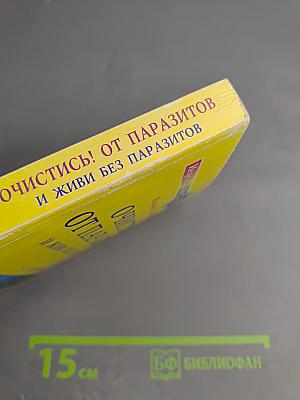 ОЧИСТИСЬ! ОТ ПАРАЗИТОВ
И ЖИВИ БЕЗ ПАРАЗИТОВ
15 см
БФ БИБЛИОФАН